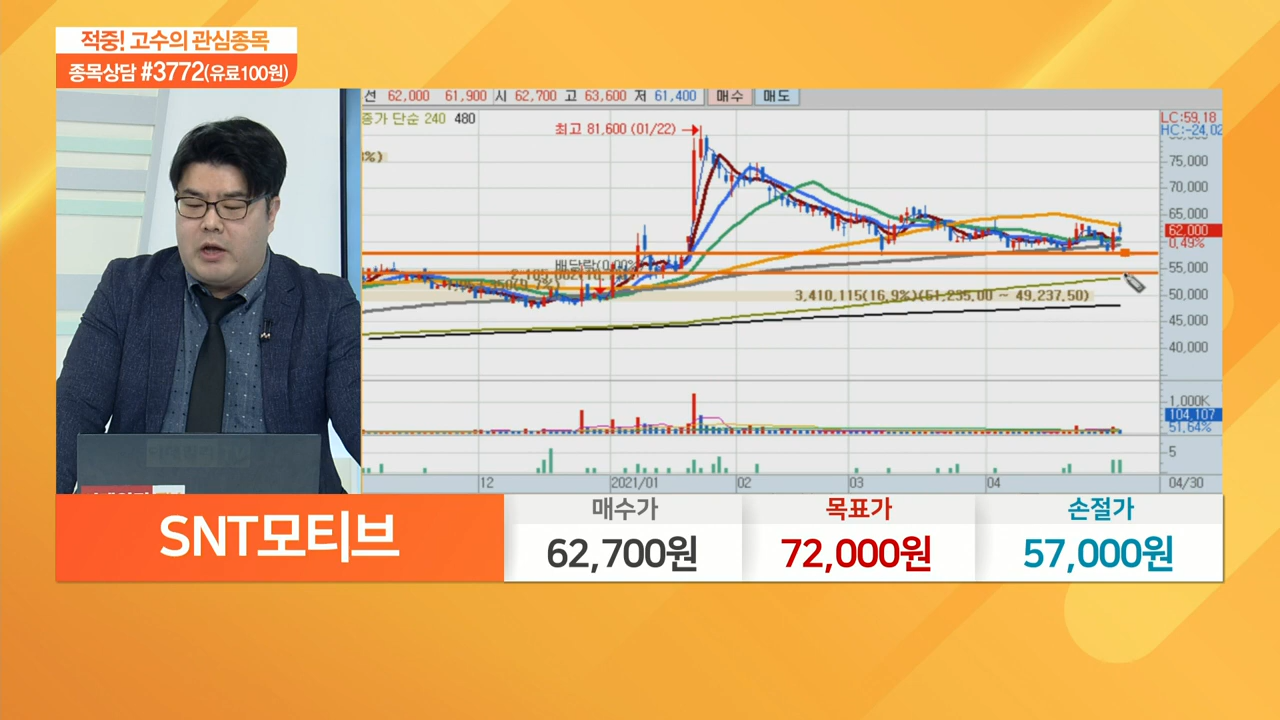 적중! 고수의 관심종목
종목상담 #3772(유료100원)
전 62,000 61,900 시 62,700 고 63,600 저 61,400 매수 매도
종가 단순 240 480
최고 81,600 (01/22)
LC:59.18
HC:-24.02
%)
75,000
70,000
65,000
62,000
0.49%
배당락(0.00%)
55,000
3,410,115(16.9%)(51,235.00 ~ 49,237.50)
50,000
45,000
40,000
1,000K
104,107
51.64%
5
12 2021/01 02 03 04 04/30
SNT모티브
매수가 목표가 손절가
62,700원 72,000원 57,000원